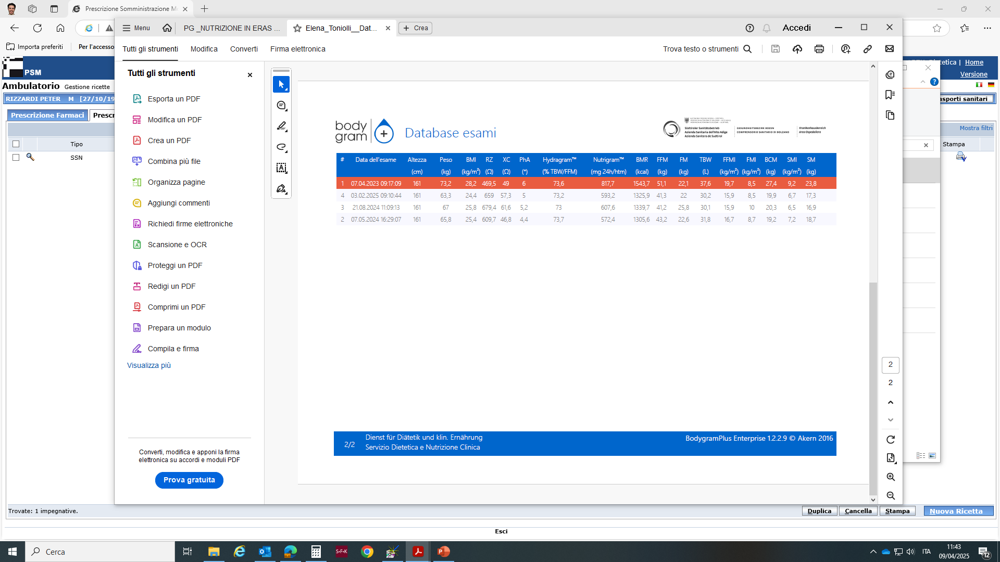 Prescrizione Somministrazione M
Importa preferiti
Per l'accesso
PSM
Ambulatorio Gestione ricette
RIZZARDI PETER M [27/10/19
Prescrizione Farmaci
Prescr
Tipo
SSN
Trovate: 1 impegnative.
Menu
PG _NUTRIZIONE IN ERAS ...
Elena_Toniolli__Dat...
Crea
Accedi
Tutti gli strumenti
Modifica
Converti
Firma elettronica
Trova testo o strumenti
Tutti gli strumenti
Esporta un PDF
Modifica un PDF
Crea un PDF
Combina più file
Organizza pagine
Aggiungi commenti
Richiedi firme elettroniche
Scansione e OCR
Proteggi un PDF
Redigi un PDF
Comprimi un PDF
Prepara un modulo
Compila e firma
Visualizza più
Converti, modifica e apponi la firma
elettronica su accordi e moduli PDF
Prova gratuita
body
gram
Database esami
Südtiroler Sanitätsbetrieb
Azienda Sanitaria dell'Alto Adige
Azienda Sanitera de Sudtirol
GESUNDHEITSBEZIRK BOZEN
COMPRENSORIO SANITARIO DI BOLZANO
Krankenhausbereich
Area Ospedaliera
# Data dell'esame Altezza Peso BMI RZ XC PhA Hydragram™ Nutrigram™ BMR FFM FM TBW FFMI FMI BCM SMI SM
(cm) (kg) (kg/m²) (Ω) (Ω) (°) (% TBW/FFM) (mg 24h/htm) (kcal) (kg) (kg) (L) (kg/m²) (kg/m²) (kg) (kg/m²) (kg)
1 07.04.2023 09:17:09 161 73,2 28,2 469,5 49 6 73,6 817,7 1543,7 51,1 22,1 37,6 19,7 8,5 27,4 9,2 23,8
4 03.02.2025 09:10:44 161 63,3 24,4 659 57,3 5 73,2 593,2 1325,9 41,3 22 30,2 15,9 8,5 19,9 6,7 17,3
3 21.08.2024 11:09:13 161 67 25,8 679,4 61,6 5,2 73 607,6 1339,7 41,2 25,8 30,1 15,9 10 20,3 6,5 16,9
2 07.05.2024 16:29:07 161 65,8 25,4 609,7 46,8 4,4 73,7 572,4 1305,6 43,2 22,6 31,8 16,7 8,7 19,2 7,2 18,7
2/2
Dienst für Diätetik und klin. Ernährung
Servizio Dietetica e Nutrizione Clinica
BodygramPlus Enterprise 1.2.2.9 © Akern 2016
2
2
etetica | Home
Versione
asporti sanitari
Mostra filtri
Stampa
Duplica
Cancella
Stampa
Nuova Ricetta
Esci
Cerca
S-F-K
ITA
11:43
09/04/2025
12